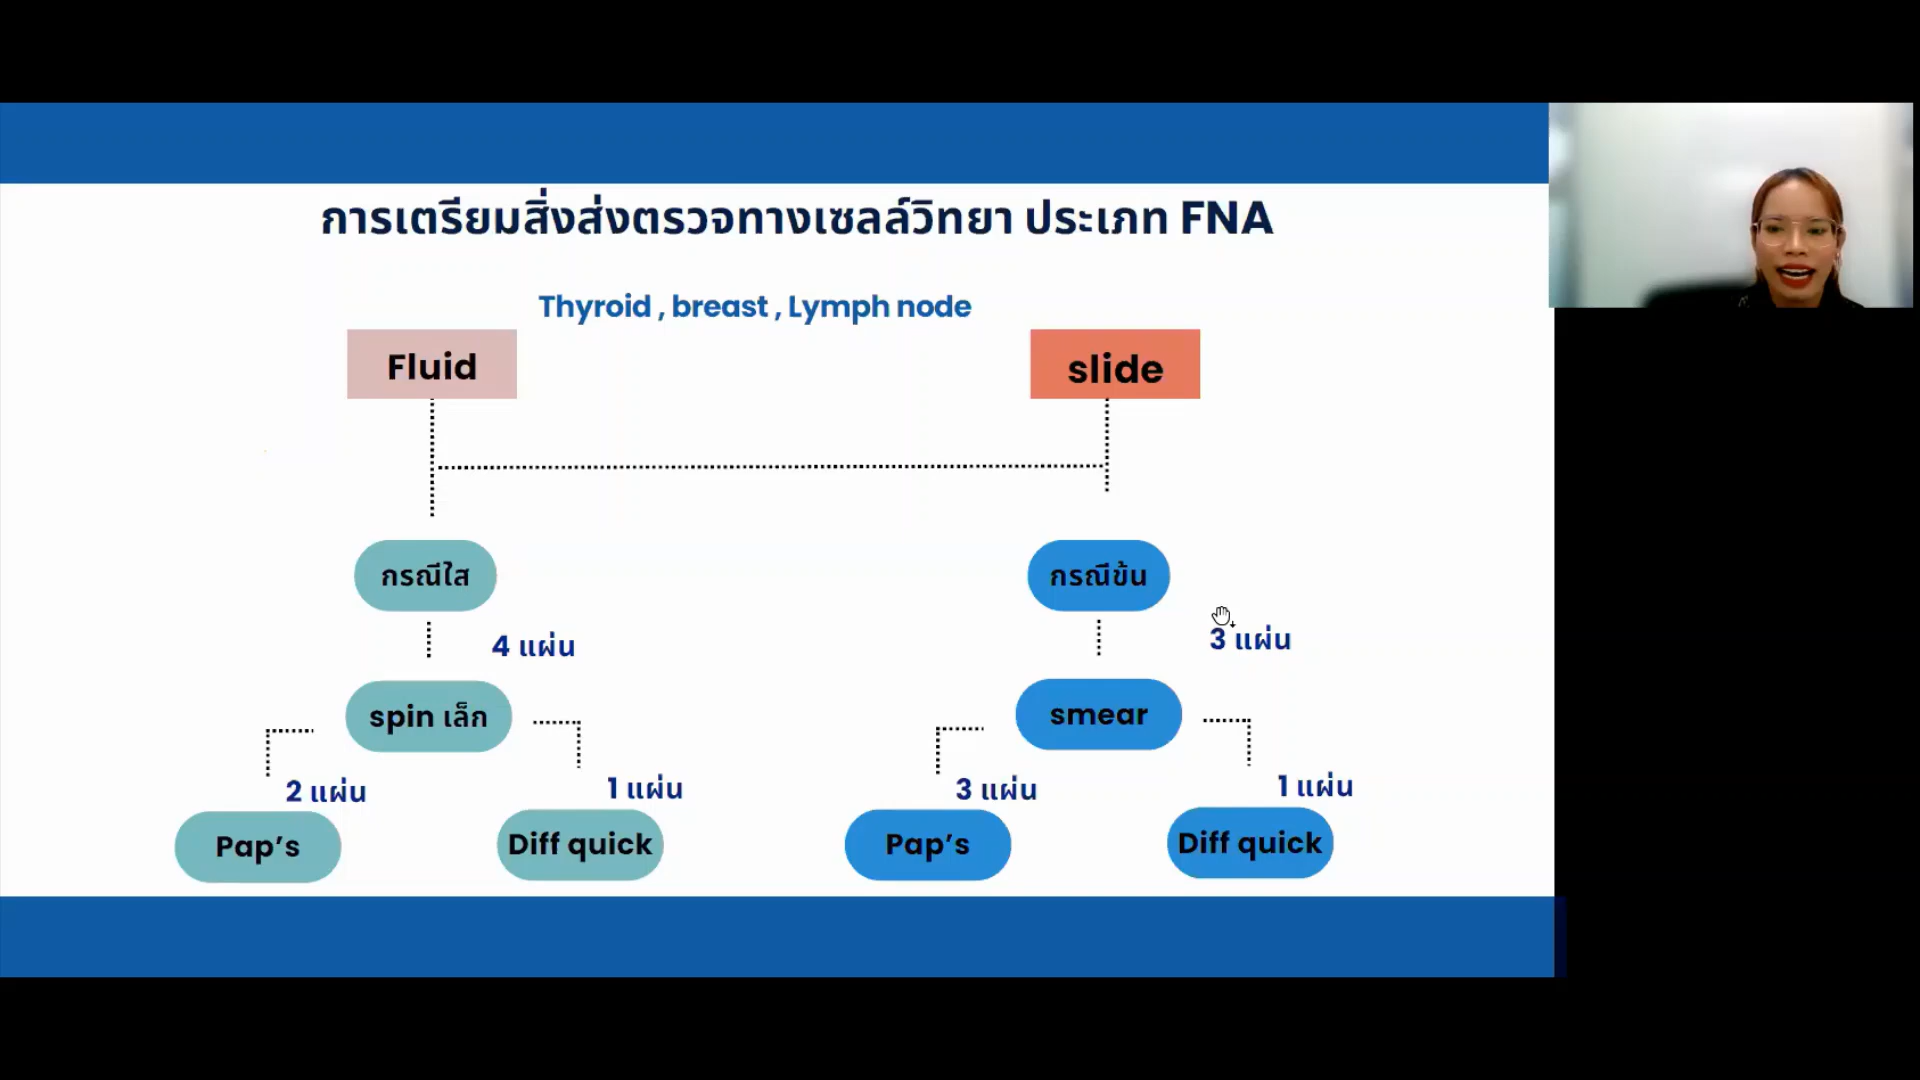 การเตรียมสิ่งส่งตรวจทางเซลล์วิทยา ประเภท FNA
Thyroid , breast , Lymph node
Fluid
slide
กรณีใส
กรณีข้น
4 แผ่น
3 แผ่น
spin เล็ก
smear
2 แผ่น
1 แผ่น
3 แผ่น
1 แผ่น
Pap’s
Diff quick
Pap’s
Diff quick